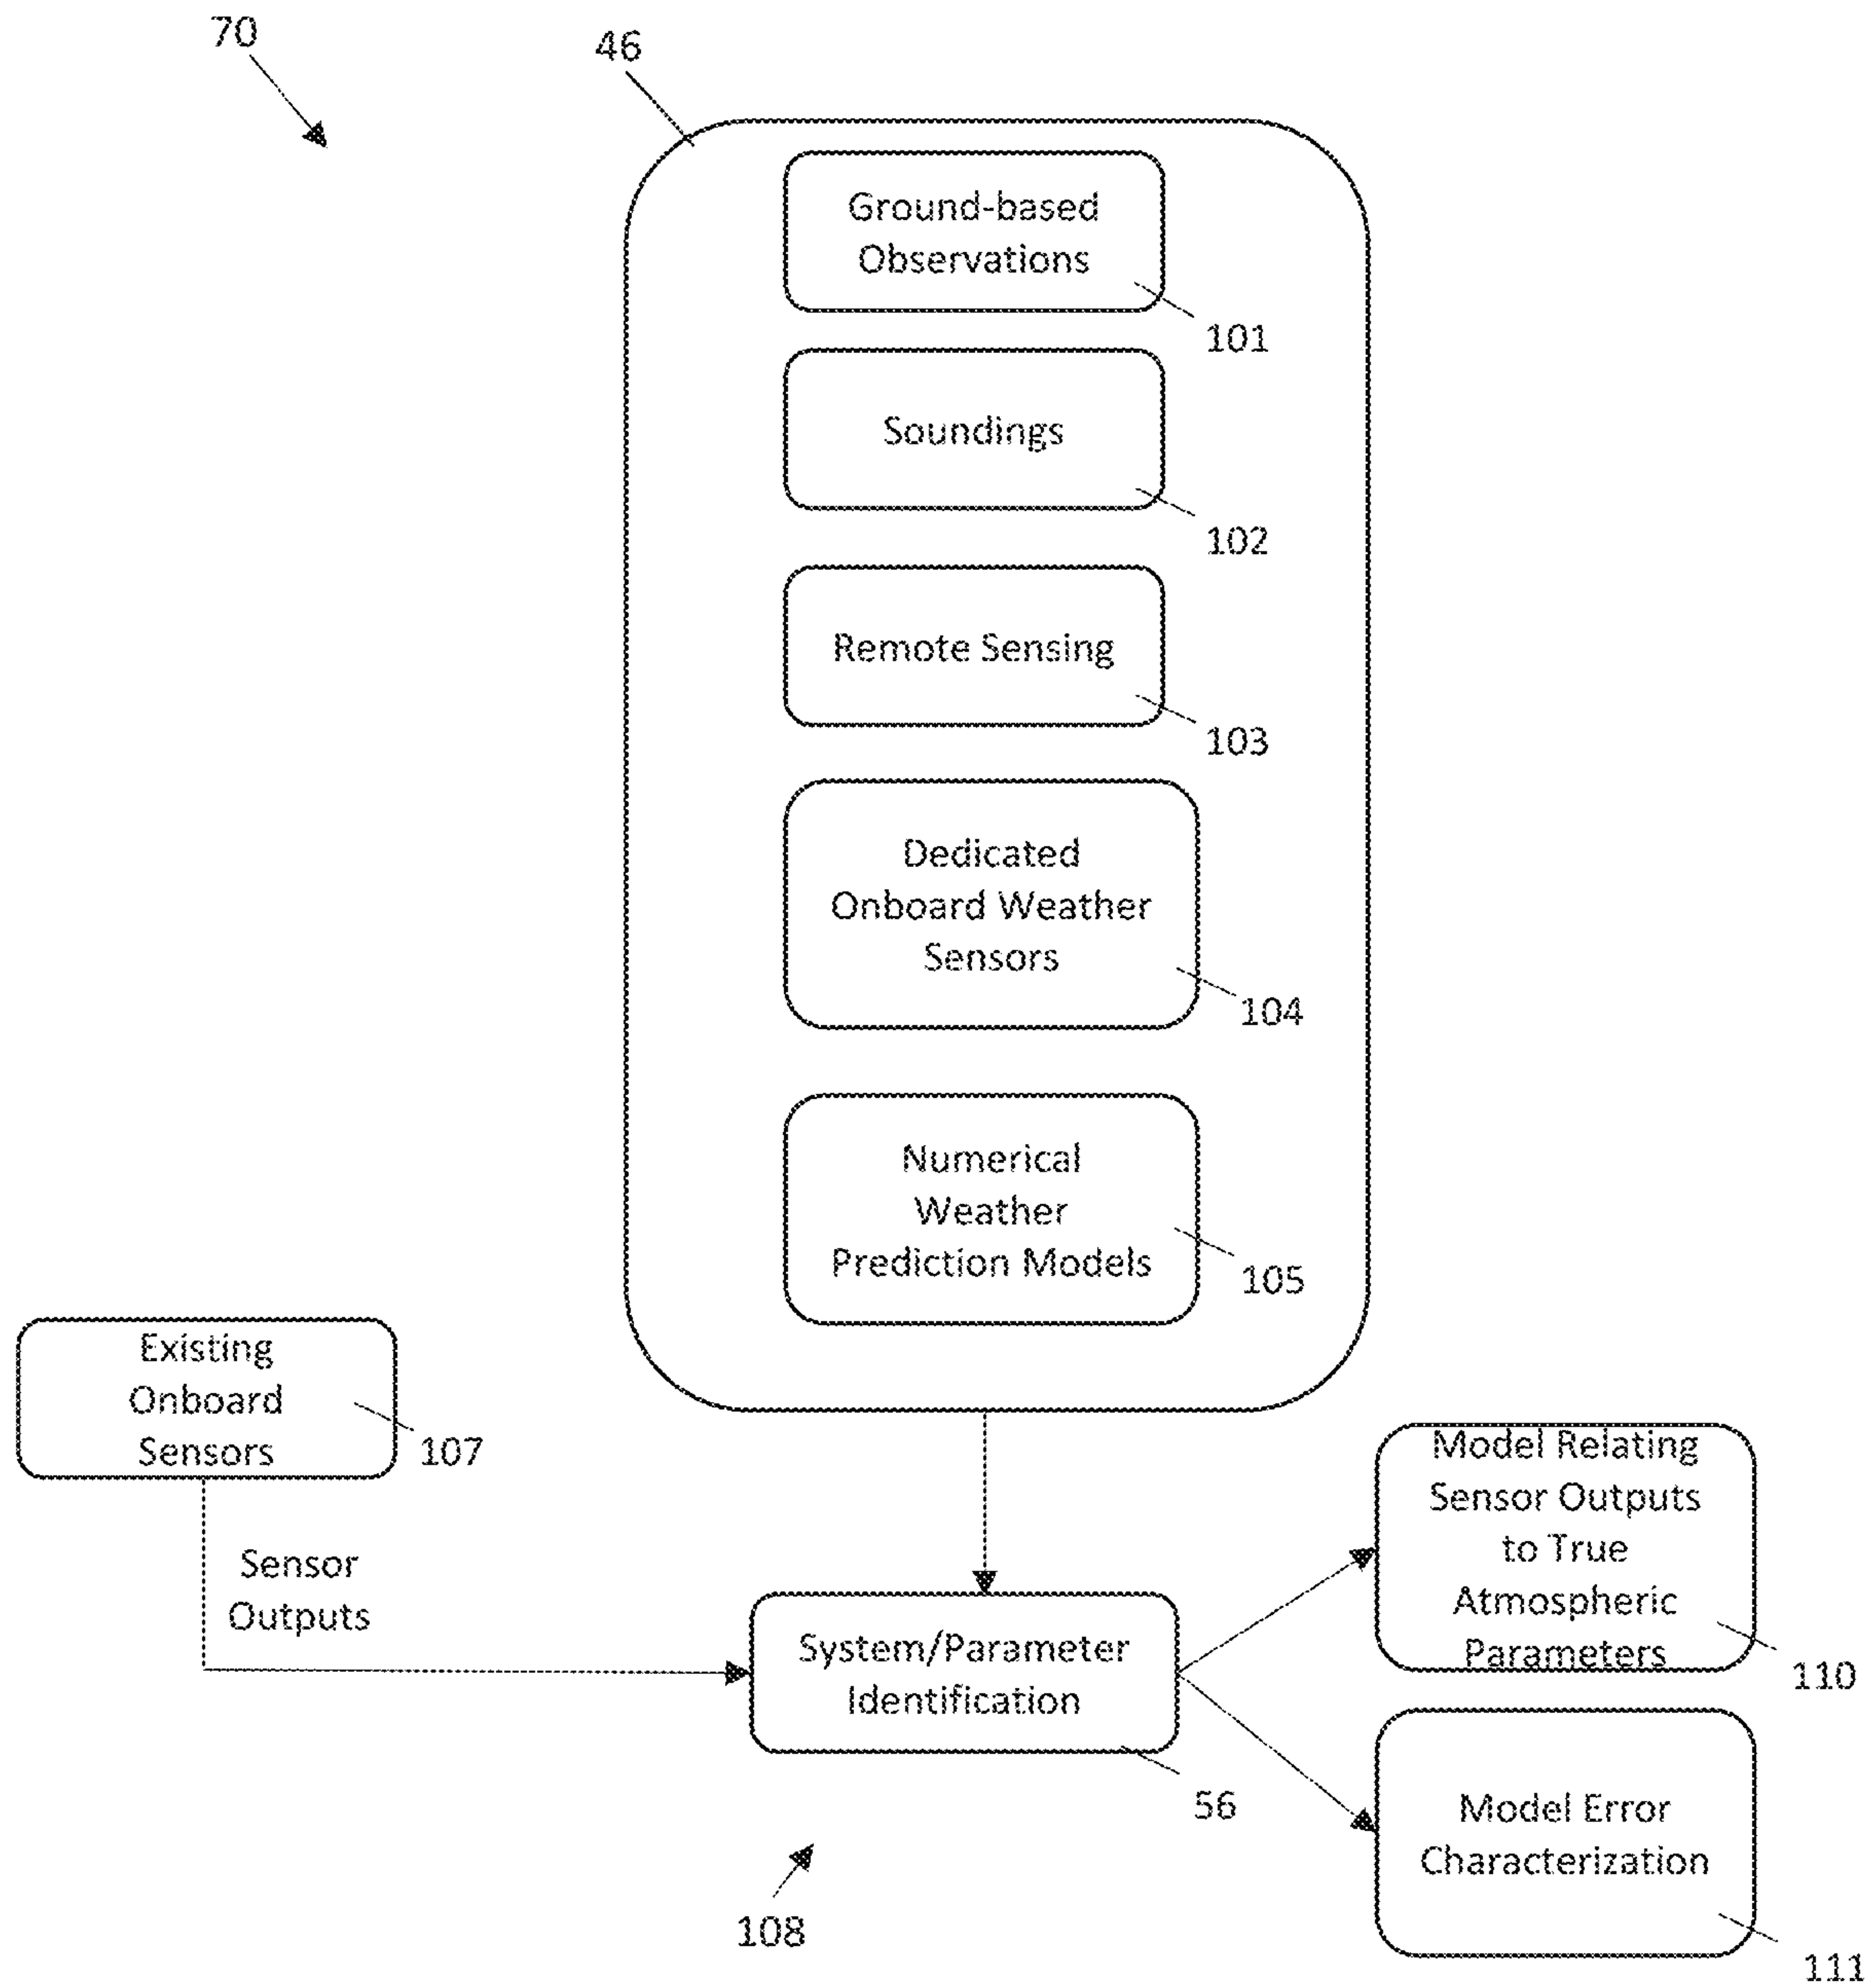 70
46
Ground-based
Observations
101
Soundings
102
Remote Sensing
103
Dedicated
Onboard Weather
Sensors
104
Numerical
Weather
Prediction Models
105
Existing
Onboard
Sensors
107
Sensor
Outputs
System/Parameter
Identification
56
108
Model Relating
Sensor Outputs
to True
Atmospheric
Parameters
110
Model Error
Characterization
111